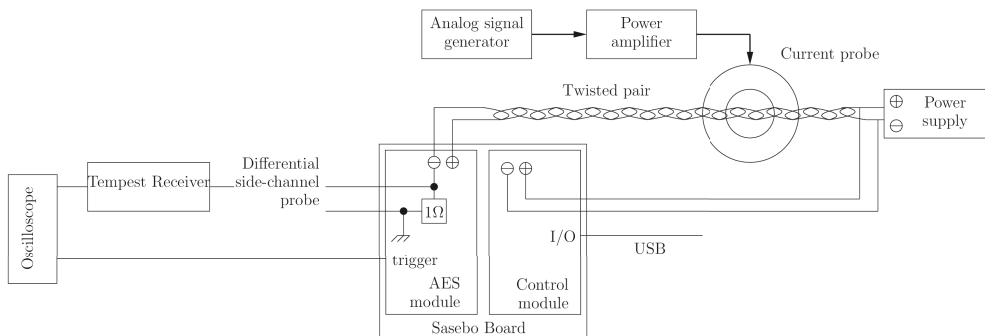 Analog signal
generator
Power
amplifier
Current probe
Twisted pair
⊕
⊖
Power
supply
Differential
side-channel
probe
Tempest Receiver
Oscilloscope
⊖ ⊕
⊖ ⊕
1Ω
I/O
USB
trigger
AES
module
Control
module
Sasebo Board